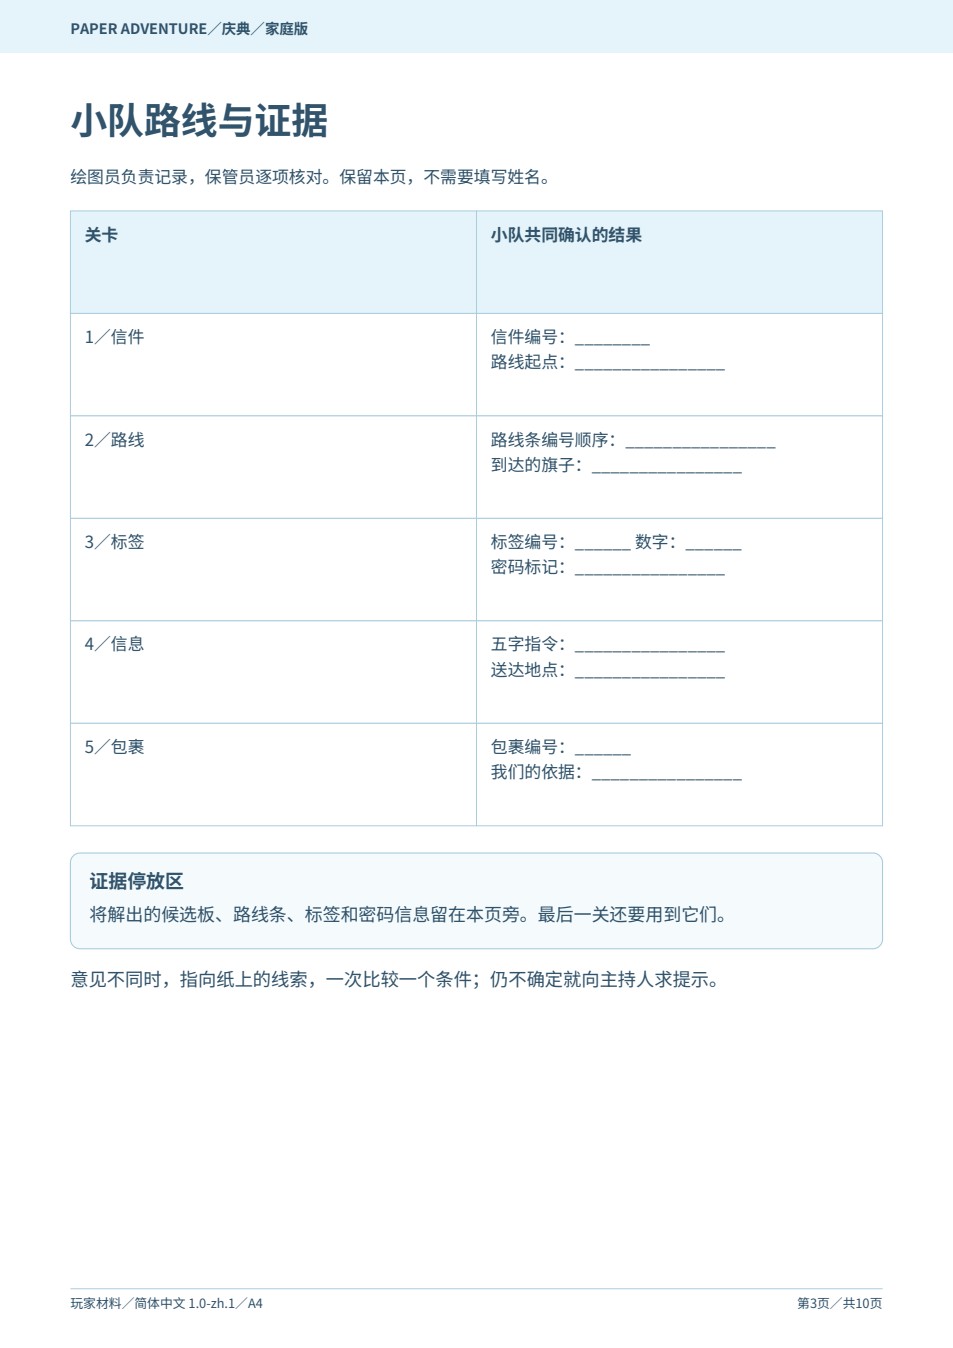 PAPER ADVENTURE／庆典／家庭版
小队路线与证据
绘图员负责记录，保管员逐项核对。保留本页，不需要填写姓名。
关卡
小队共同确认的结果
1／信件
信件编号：________
路线起点：________________
2／路线
路线条编号顺序：________________
到达的旗子：________________
3／标签
标签编号：______ 数字：______
密码标记：________________
4／信息
五字指令：________________
送达地点：________________
5／包裹
包裹编号：______
我们的依据：________________
证据停放区
将解出的候选板、路线条、标签和密码信息留在本页旁。最后一关还要用到它们。
意见不同时，指向纸上的线索，一次比较一个条件；仍不确定就向主持人求提示。
玩家材料／简体中文 1.0-zh.1／A4
第3页／共10页